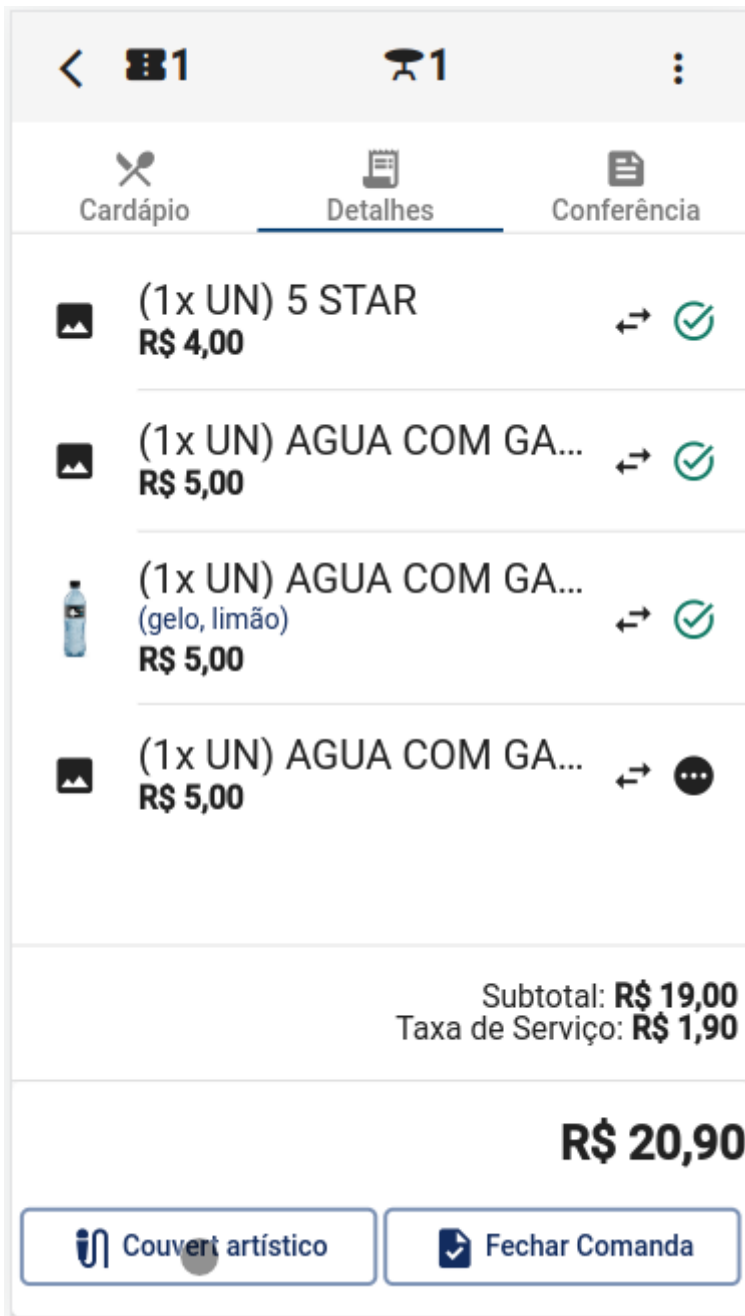 1
1
Cardápio
Detalhes
Conferência
(1x UN) 5 STAR
R$ 4,00
(1x UN) AGUA COM GA...
R$ 5,00
(1x UN) AGUA COM GA...
(gelo, limão)
R$ 5,00
(1x UN) AGUA COM GA...
R$ 5,00
Subtotal: R$ 19,00
Taxa de Serviço: R$ 1,90
R$ 20,90
Couvert artístico
Fechar Comanda